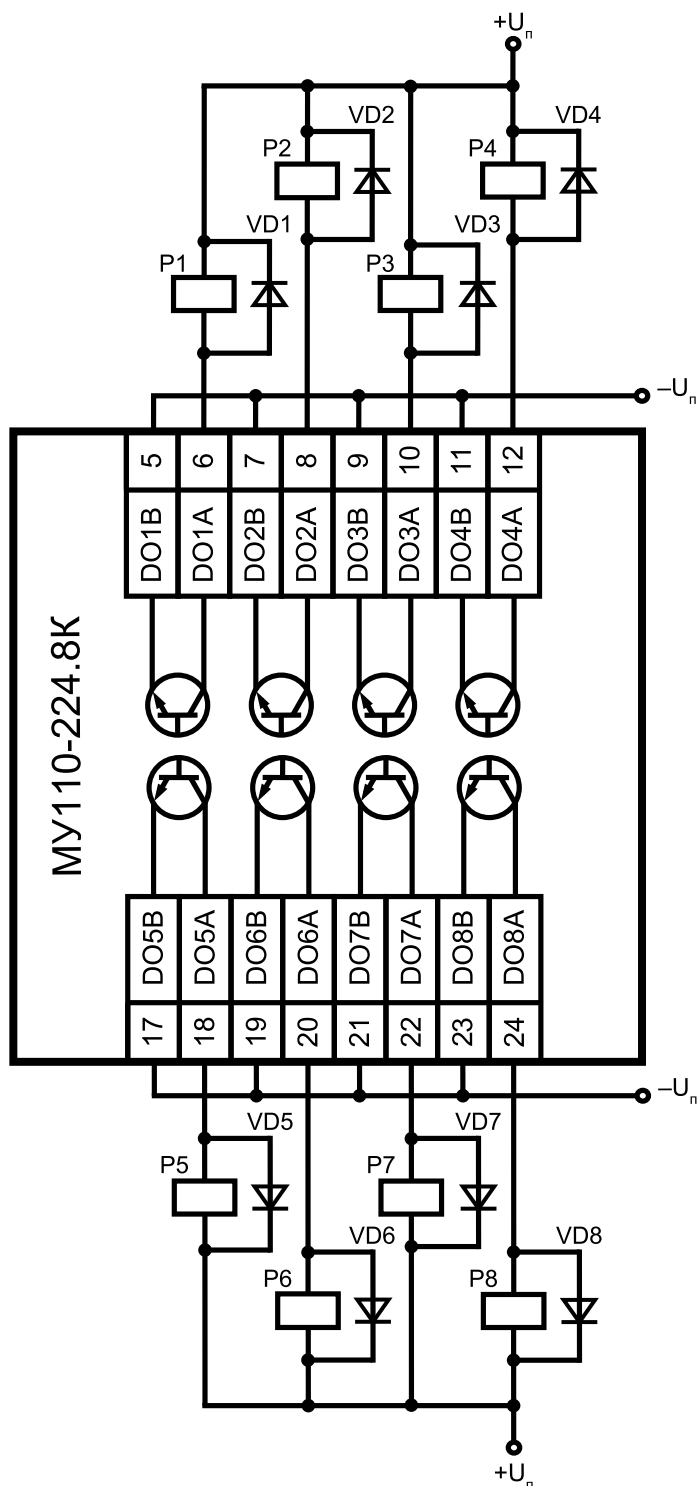 +Uп
VD2
VD4
P2
P4
VD1
VD3
P1
P3
–Uп
5
6
7
8
9
10
11
12
DO1B
DO1A
DO2B
DO2A
DO3B
DO3A
DO4B
DO4A
МУ110-224.8К
DO5B
DO5A
DO6B
DO6A
DO7B
DO7A
DO8B
DO8A
17
18
19
20
21
22
23
24
–Uп
VD5
VD7
P5
P7
VD6
VD8
P6
P8
+Uп